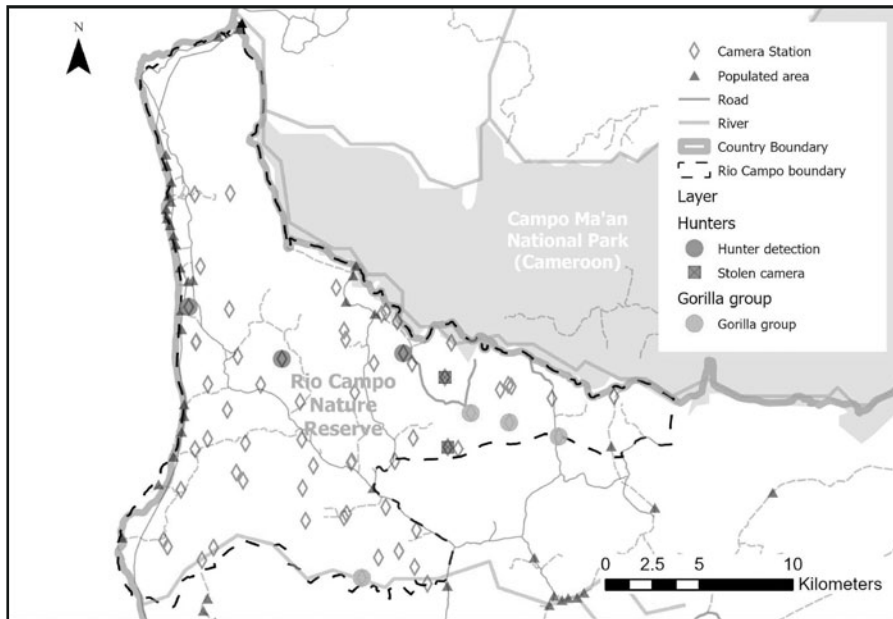 N
Camera Station
Populated area
Road
River
Country Boundary
Rio Campo boundary
Layer
Hunters
Hunter detection
Stolen camera
Gorilla group
Gorilla group
Campo Ma'an
National Park
(Cameroon)
Rio Campo
Nature
Reserve
0 2.5 5 10
Kilometers